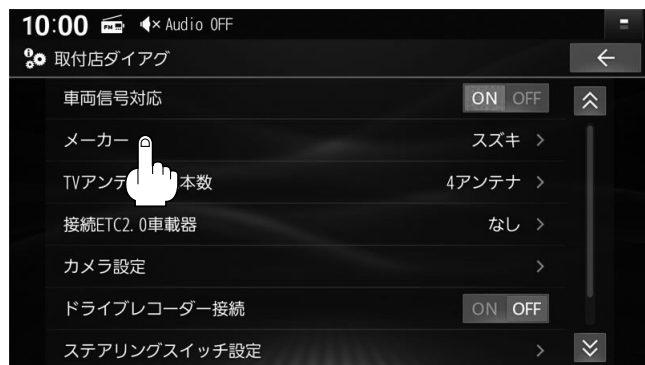 10:00 FM × Audio OFF
取付店ダイアグ
車両信号対応 ON OFF
メーカー スズキ
TVアンテ 本数 4アンテナ
接続ETC2.0車載器 なし
カメラ設定
ドライブレコーダー接続 ON OFF
ステアリングスイッチ設定